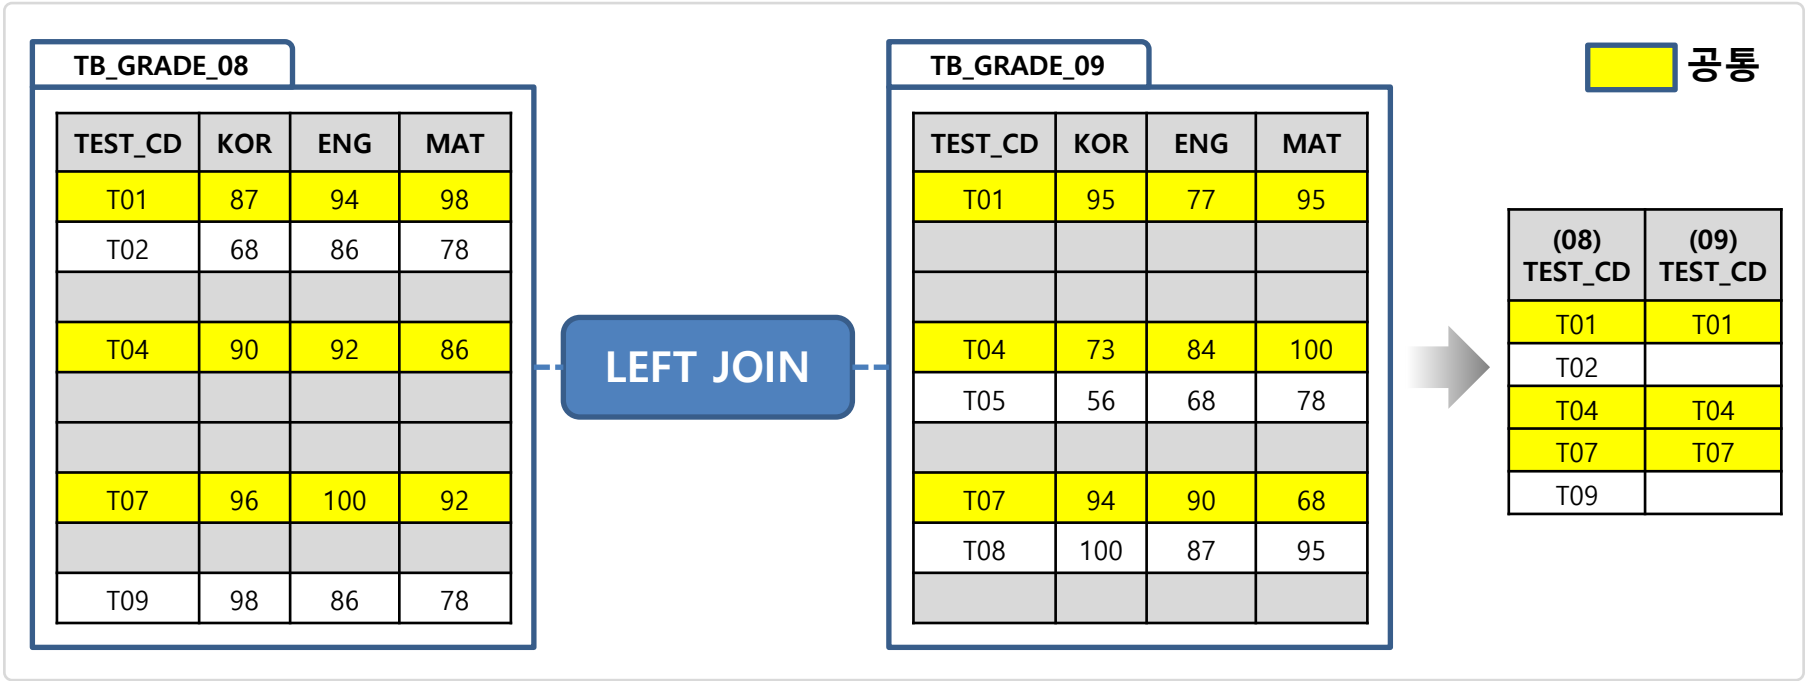 TB_GRADE_08
TEST_CD KOR ENG MAT
T01 87 94 98
T02 68 86 78
T04 90 92 86
T07 96 100 92
T09 98 86 78
LEFT JOIN
TB_GRADE_09
TEST_CD KOR ENG MAT
T01 95 77 95
T04 73 84 100
T05 56 68 78
T07 94 90 68
T08 100 87 95
공통
(08) (09)
TEST_CD TEST_CD
T01 T01
T02
T04 T04
T07 T07
T09